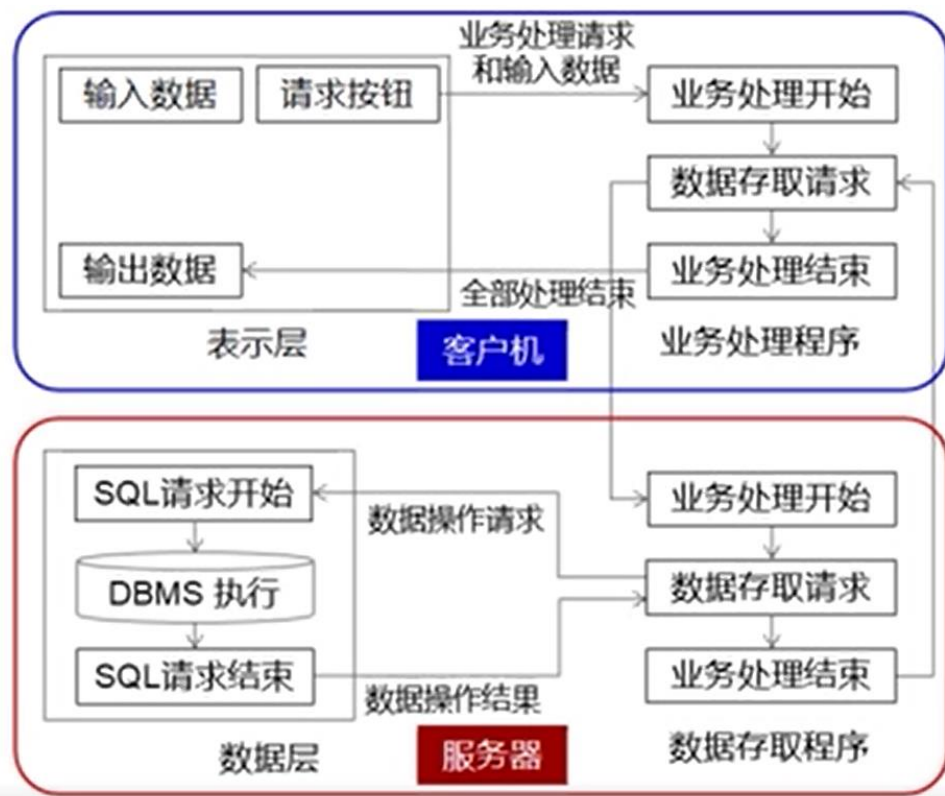 业务处理请求
和输入数据
输入数据
请求按钮
业务处理开始
数据存取请求
输出数据
业务处理结束
全部处理结束
表示层
客户机
业务处理程序
SQL请求开始
数据操作请求
业务处理开始
DBMS 执行
数据存取请求
SQL请求结束
数据操作结果
业务处理结束
数据层
服务器
数据存取程序